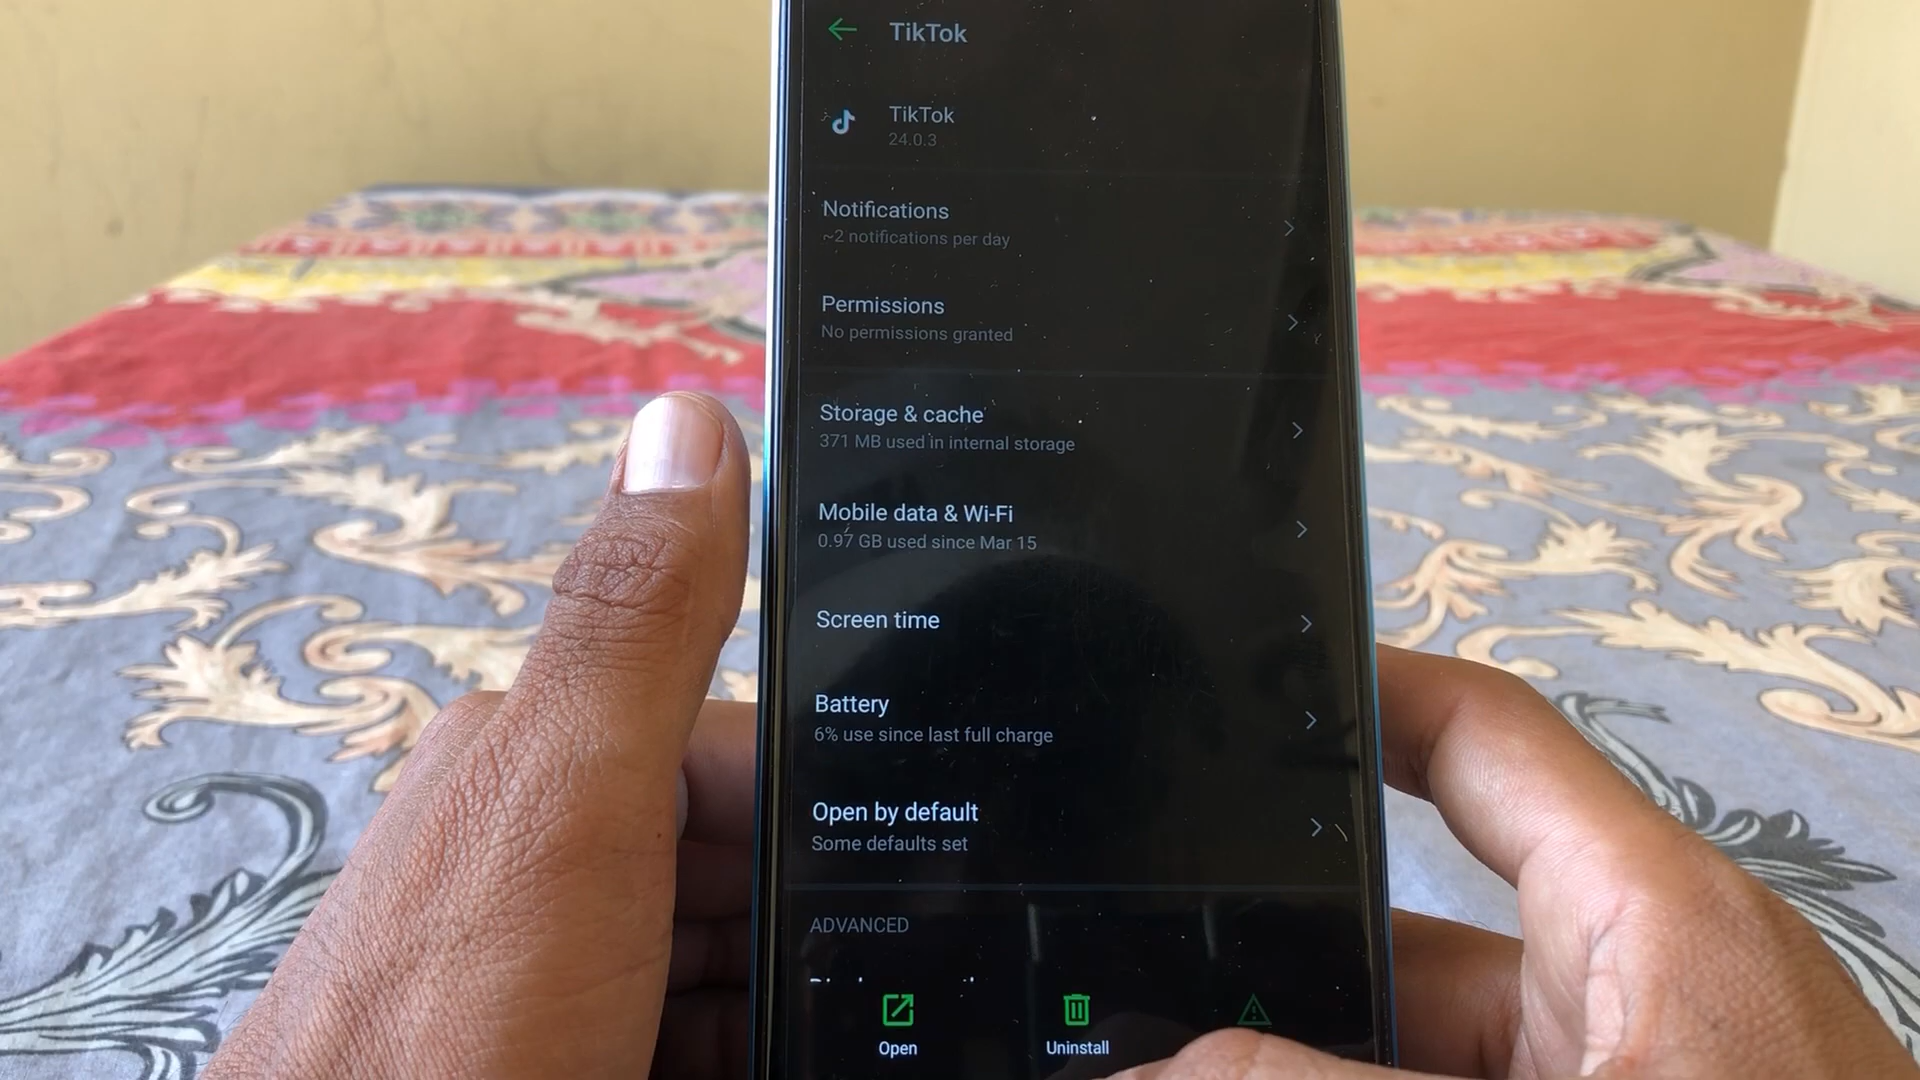 TikTok
TikTok
24.0.3
Notifications
~2 notifications per day
Permissions
No permissions granted
Storage & cache
371 MB used in internal storage
Mobile data & Wi-Fi
0.97 GB used since Mar 15
Screen time
Battery
6% use since last full charge
Open by default
Some defaults set
ADVANCED
Open
Uninstall